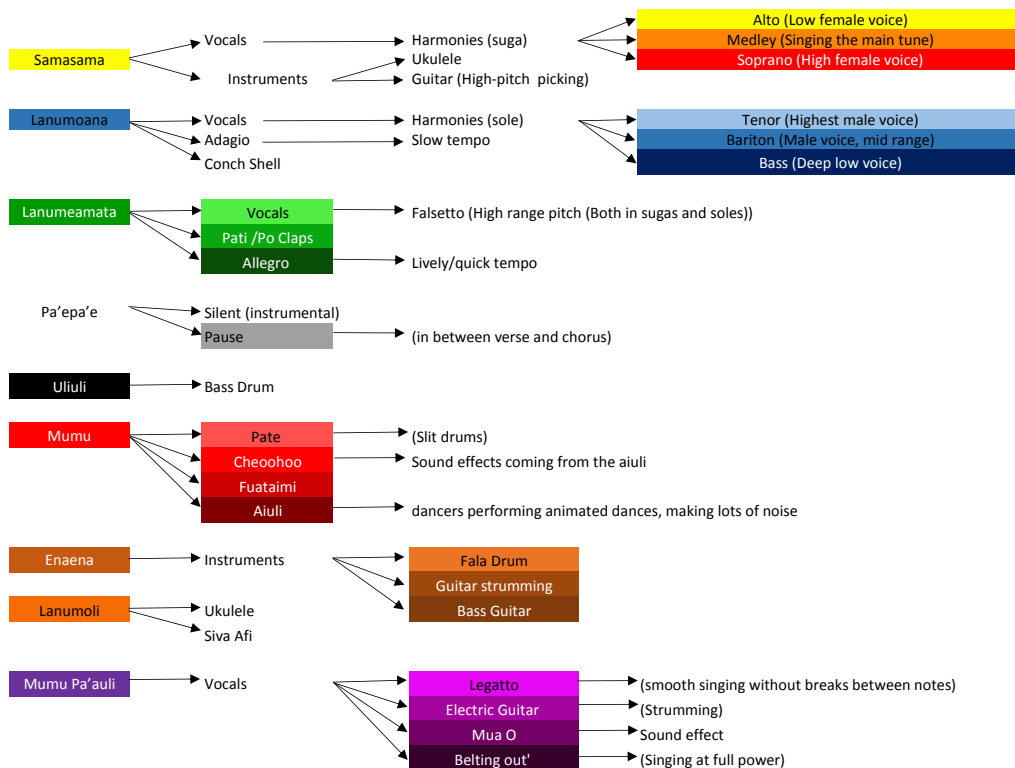 Samasama
Vocals
Harmonies (suga)
Alto (Low female voice)
Medley (Singing the main tune)
Soprano (High female voice)
Instruments
Ukulele
Guitar (High-pitch picking)
Lanumoana
Vocals
Harmonies (sole)
Tenor (Highest male voice)
Adagio
Slow tempo
Bariton (Male voice, mid range)
Conch Shell
Bass (Deep low voice)
Lanumeamata
Vocals
Falsetto (High range pitch (Both in sugas and soles))
Pati /Po Claps
Allegro
Lively/quick tempo
Pa’epa’e
Silent (instrumental)
Pause
(in between verse and chorus)
Uliuli
Bass Drum
Mumu
Pate
(Slit drums)
Cheoohoo
Sound effects coming from the aiuli
Fuataimi
Aiuli
dancers performing animated dances, making lots of noise
Enaena
Instruments
Fala Drum
Guitar strumming
Bass Guitar
Lanumoli
Ukulele
Siva Afi
Mumu Pa’auli
Vocals
Legatto
(smooth singing without breaks between notes)
Electric Guitar
(Strumming)
Mua O
Sound effect
Belting out'
(Singing at full power)